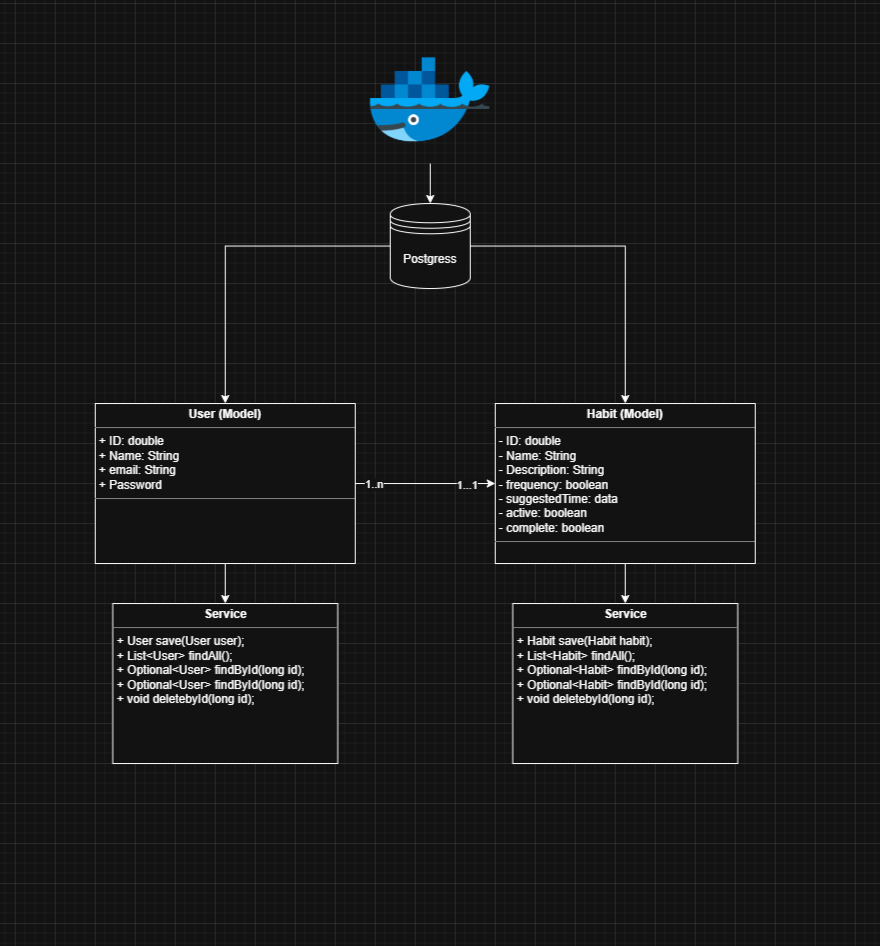 Postgress
User (Model)
+ ID: double
+ Name: String
+ email: String
+ Password
1..n
1...1
Habit (Model)
- ID: double
- Name: String
- Description: String
- frequency: boolean
- suggestedTime: data
- active: boolean
- complete: boolean
Service
+ User save(User user);
+ List<User> findAll();
+ Optional<User> findById(long id);
+ Optional<User> findById(long id);
+ void deletebyId(long id);
Service
+ Habit save(Habit habit);
+ List<Habit> findAll();
+ Optional<Habit> findById(long id);
+ Optional<Habit> findById(long id);
+ void deletebyId(long id);